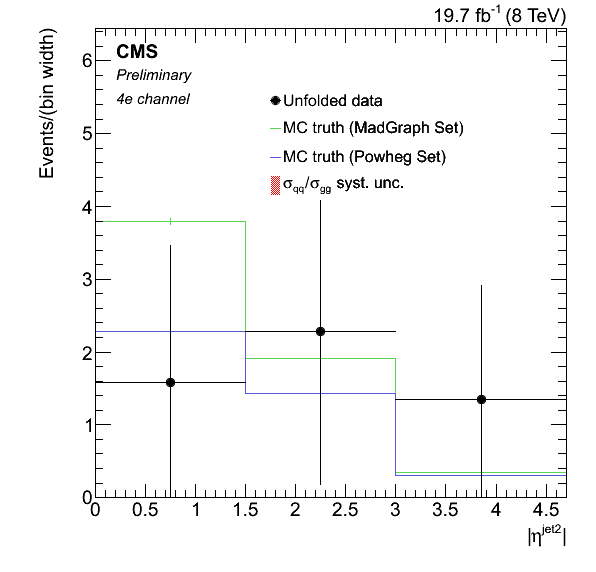 19.7 fb⁻¹ (8 TeV)
Events/(bin width)
CMS
Preliminary
4e channel
Unfolded data
MC truth (MadGraph Set)
MC truth (Powheg Set)
σqq/σgg syst. unc.
6
5
4
3
2
1
0
0 0.5 1 1.5 2 2.5 3 3.5 4 4.5
|η^jet2|